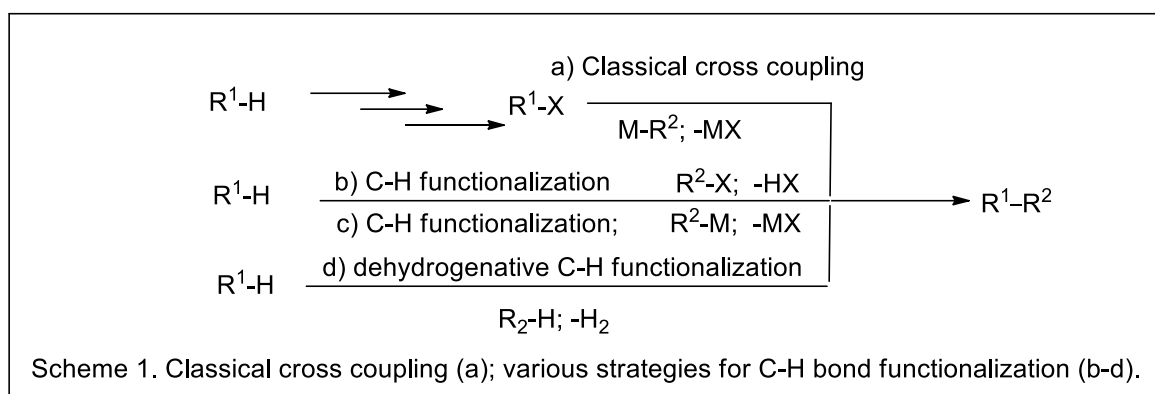 a) Classical cross coupling
R¹-H R¹-X
M-R²; -MX
b) C-H functionalization R²-X; -HX
R¹-H R¹–R²
c) C-H functionalization; R²-M; -MX
d) dehydrogenative C-H functionalization
R¹-H
R₂-H; -H₂
Scheme 1. Classical cross coupling (a); various strategies for C-H bond functionalization (b-d).